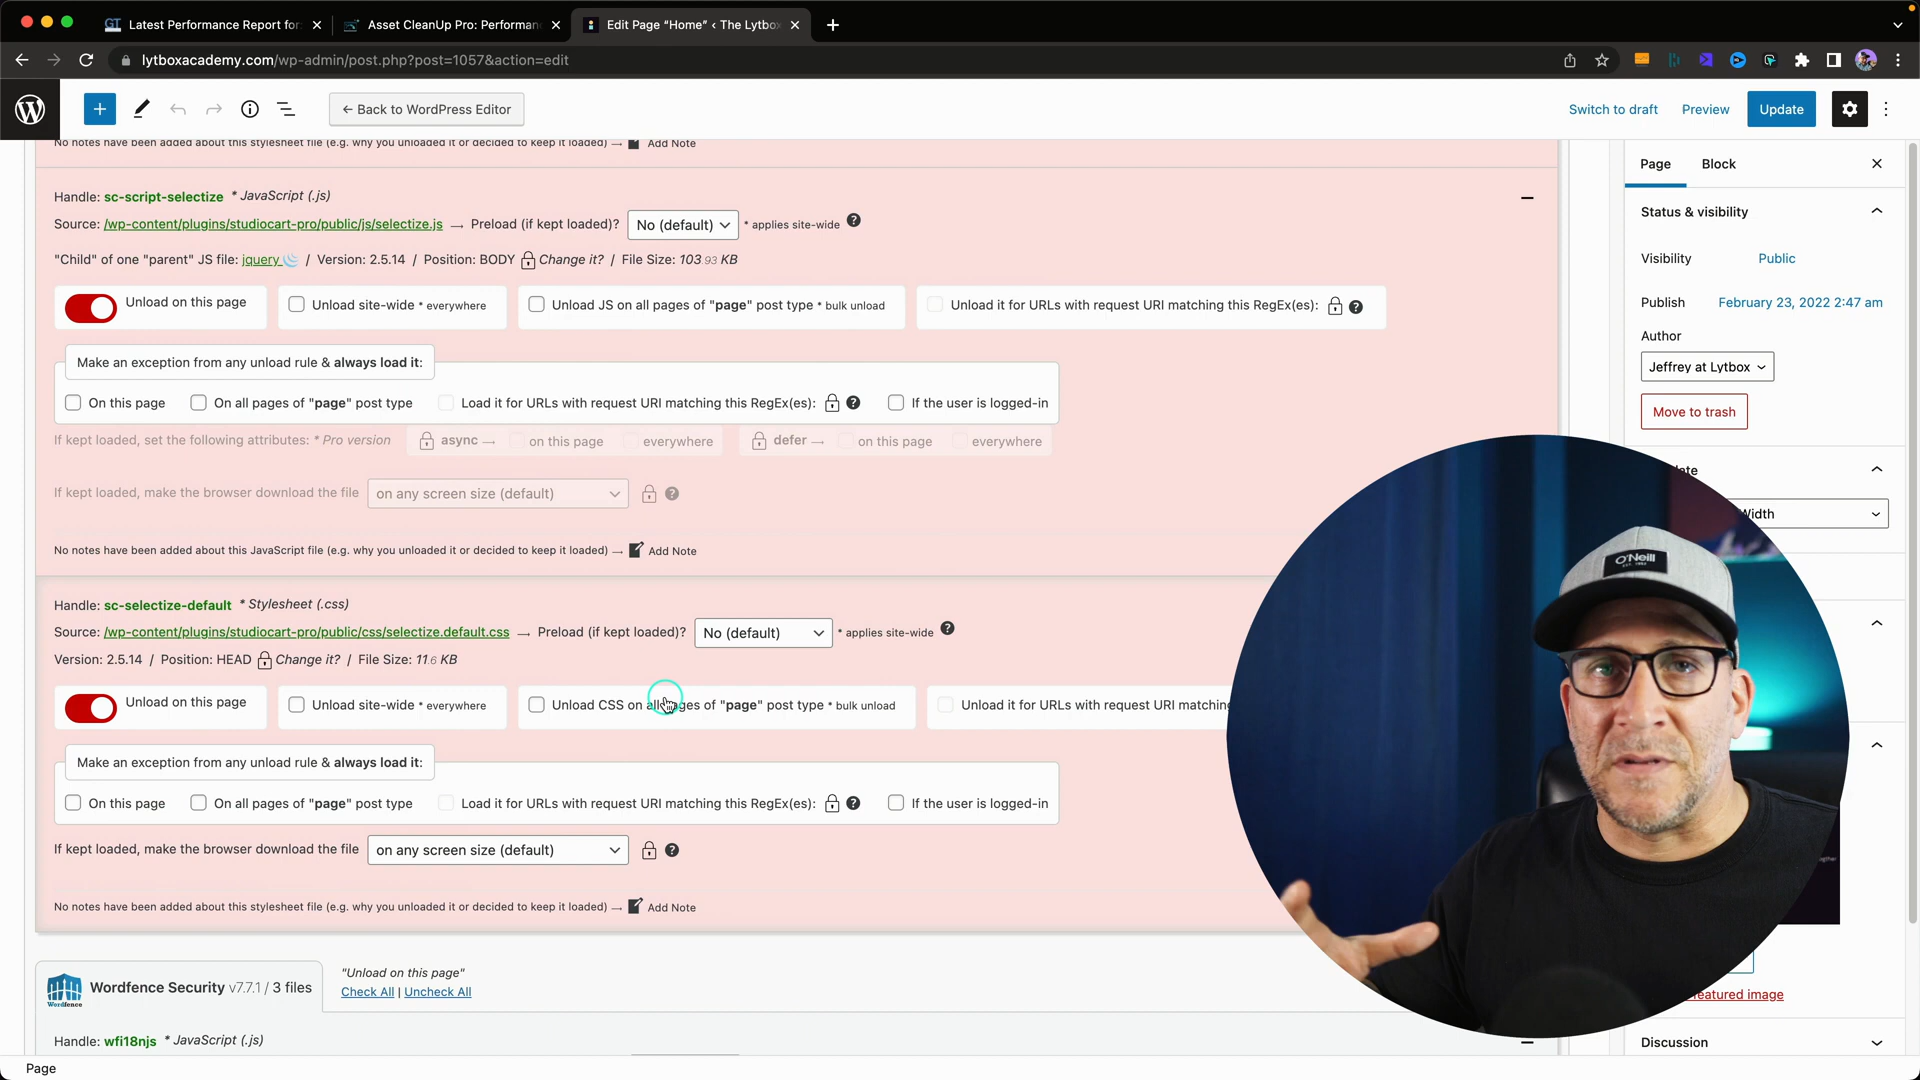 Latest Performance Report for:
Asset CleanUp Pro: Performan
Edit Page “Home” ‹ The Lytbo
lytboxacademy.com/wp-admin/post.php?post=1057&action=edit
← Back to WordPress Editor
Switch to draft
Preview
Update
No notes have been added about this stylesheet file (e.g. why you unloaded it or decided to keep it loaded) → Add Note
Handle: sc-script-selectize * JavaScript (.js)
Source: /wp-content/plugins/studiocart-pro/public/js/selectize.js → Preload (if kept loaded)? No (default) * applies site-wide ?
"Child" of one "parent" JS file: jquery / Version: 2.5.14 / Position: BODY Change it? / File Size: 103.93 KB
Unload on this page
Unload site-wide * everywhere
Unload JS on all pages of "page" post type * bulk unload
Unload it for URLs with request URI matching this RegEx(es): ?
Make an exception from any unload rule & always load it:
On this page
On all pages of "page" post type
Load it for URLs with request URI matching this RegEx(es): ?
If the user is logged-in
If kept loaded, set the following attributes: * Pro version async → on this page everywhere defer → on this page everywhere
If kept loaded, make the browser download the file on any screen size (default) ?
No notes have been added about this JavaScript file (e.g. why you unloaded it or decided to keep it loaded) → Add Note
Handle: sc-selectize-default * Stylesheet (.css)
Source: /wp-content/plugins/studiocart-pro/public/css/selectize.default.css → Preload (if kept loaded)? No (default) * applies site-wide ?
Version: 2.5.14 / Position: HEAD Change it? / File Size: 11.6 KB
Unload on this page
Unload site-wide * everywhere
Unload CSS on all pages of "page" post type * bulk unload
Unload it for URLs with request URI matching
Make an exception from any unload rule & always load it:
On this page
On all pages of "page" post type
Load it for URLs with request URI matching this RegEx(es): ?
If the user is logged-in
If kept loaded, make the browser download the file on any screen size (default) ?
No notes have been added about this stylesheet file (e.g. why you unloaded it or decided to keep it loaded) → Add Note
Wordfence
Wordfence Security v7.7.1 / 3 files
"Unload on this page"
Check All | Uncheck All
Handle: wfi18njs * JavaScript (.js)
Page
Page
Block
Status & visibility
Visibility
Public
Publish
February 23, 2022 2:47 am
Author
Jeffrey at Lytbox
Move to trash
ate
Width
O'Neill
featured image
Discussion